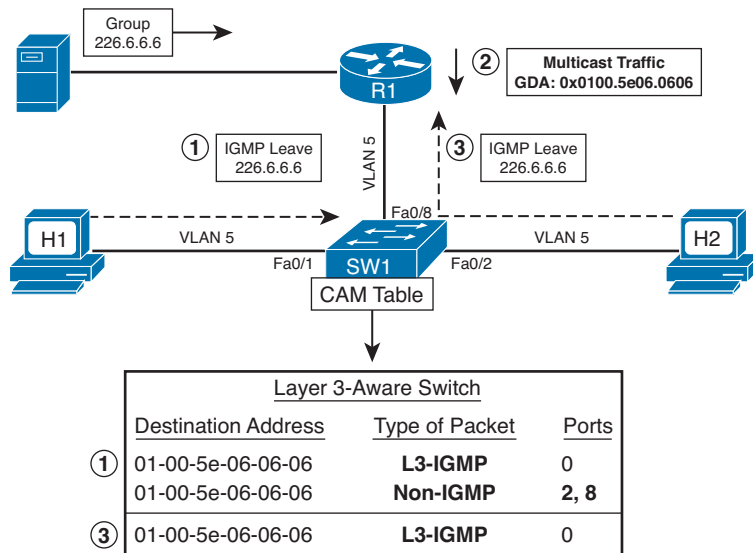 Group
226.6.6.6
R1
2
Multicast Traffic
GDA: 0x0100.5e06.0606
1
IGMP Leave
226.6.6.6
VLAN 5
3
IGMP Leave
226.6.6.6
H1
VLAN 5
Fa0/1
Fa0/8
SW1
Fa0/2
VLAN 5
H2
CAM Table
Layer 3-Aware Switch
Destination Address Type of Packet Ports
1 01-00-5e-06-06-06 L3-IGMP 0
01-00-5e-06-06-06 Non-IGMP 2, 8
3 01-00-5e-06-06-06 L3-IGMP 0